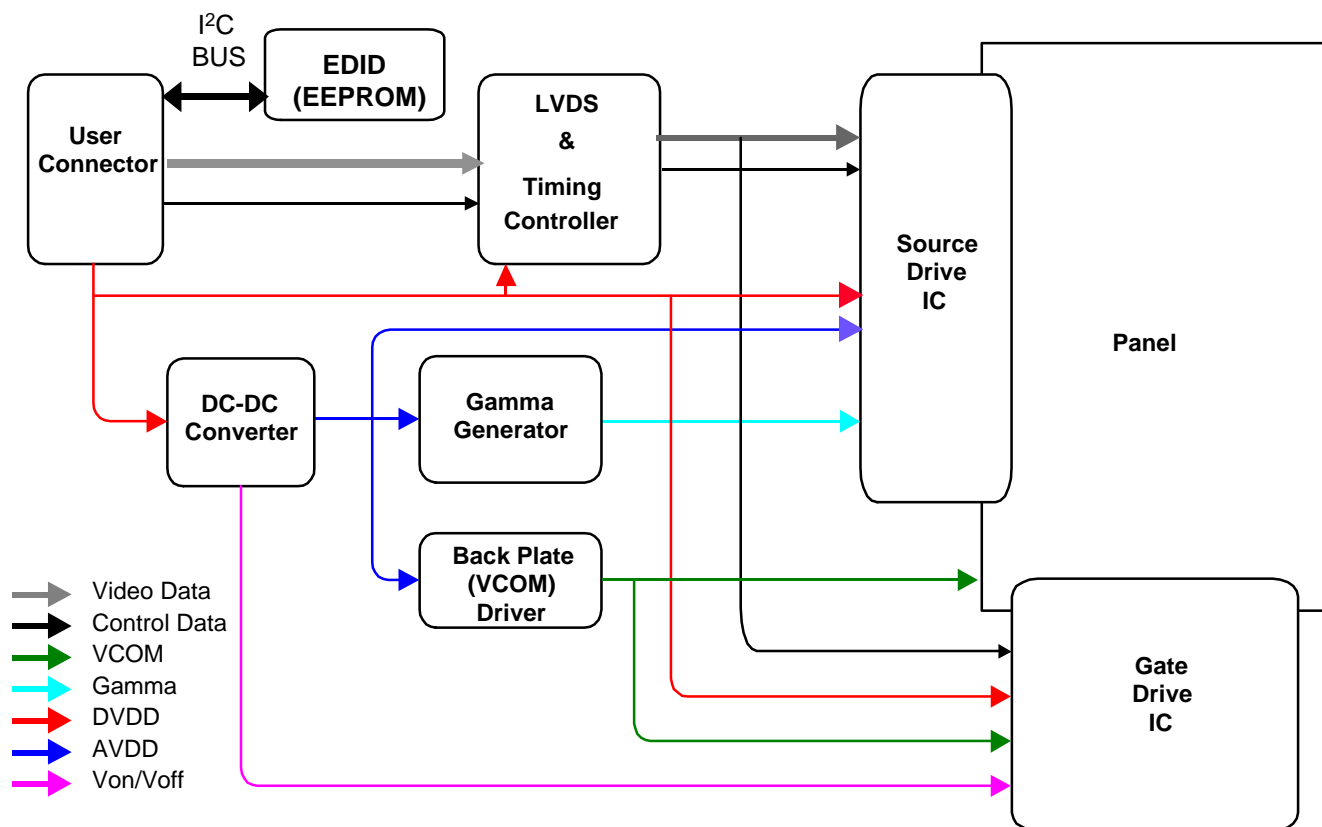 I²C
BUS
EDID
(EEPROM)
User
Connector
LVDS
&
Timing
Controller
Source
Drive
IC
Panel
DC-DC
Converter
Gamma
Generator
Back Plate
(VCOM)
Driver
Gate
Drive
IC
Video Data
Control Data
VCOM
Gamma
DVDD
AVDD
Von/Voff